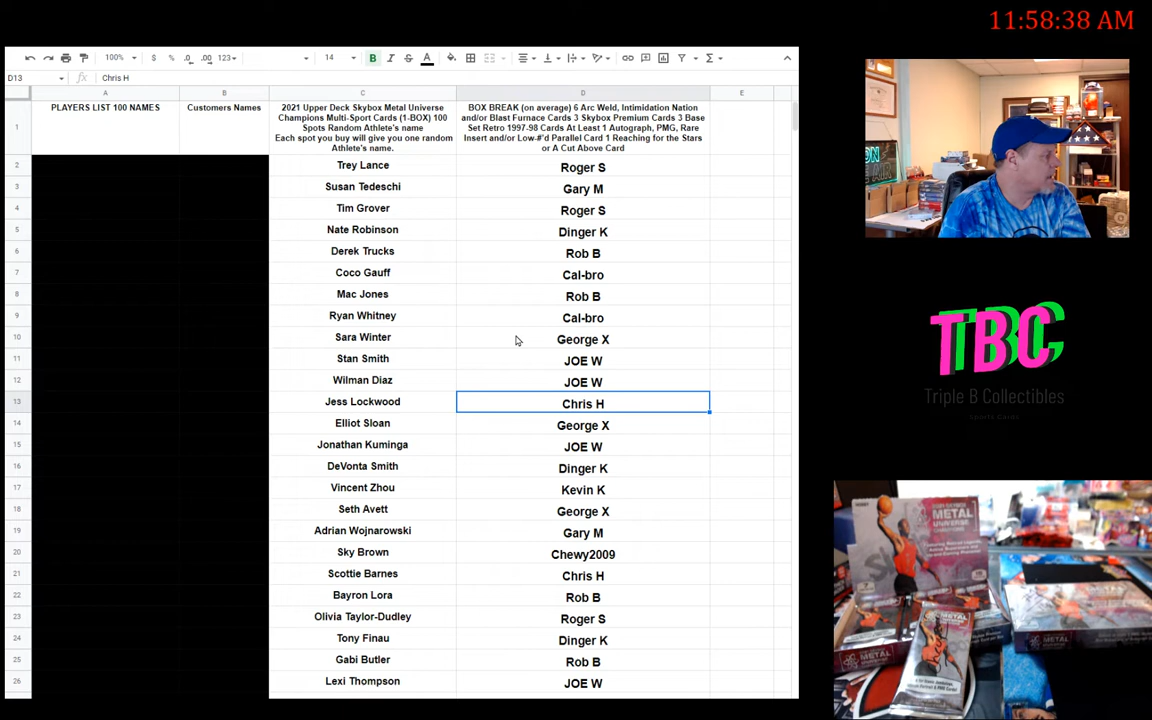 11:58:38 AM
100%
$ % .0 .00 123
14
B I S A
D13
fx Chris H
A B C D E
1 PLAYERS LIST 100 NAMES
Customers Names
2021 Upper Deck Skybox Metal Universe
Champions Multi-Sport Cards (1-BOX) 100
Spots Random Athlete's name
Each spot you buy will give you one random
Athlete's name.
BOX BREAK (on average) 6 Arc Weld, Intimidation Nation
and/or Blast Furnace Cards 3 Skybox Premium Cards 3 Base
Set Retro 1997-98 Cards At Least 1 Autograph, PMG, Rare
Insert and/or Low-#'d Parallel Card 1 Reaching for the Stars
or A Cut Above Card
2 Trey Lance Roger S
3 Susan Tedeschi Gary M
4 Tim Grover Roger S
5 Nate Robinson Dinger K
6 Derek Trucks Rob B
7 Coco Gauff Cal-bro
8 Mac Jones Rob B
9 Ryan Whitney Cal-bro
10 Sara Winter George X
11 Stan Smith JOE W
12 Wilman Diaz JOE W
13 Jess Lockwood Chris H
14 Elliot Sloan George X
15 Jonathan Kuminga JOE W
16 DeVonta Smith Dinger K
17 Vincent Zhou Kevin K
18 Seth Avett George X
19 Adrian Wojnarowski Gary M
20 Sky Brown Chewy2009
21 Scottie Barnes Chris H
22 Bayron Lora Rob B
23 Olivia Taylor-Dudley Roger S
24 Tony Finau Dinger K
25 Gabi Butler Rob B
26 Lexi Thompson JOE W
ON
AIR
TBC
Triple B Collectibles
Sports Cards
METAL
UNIVERSE
METAL
METAL